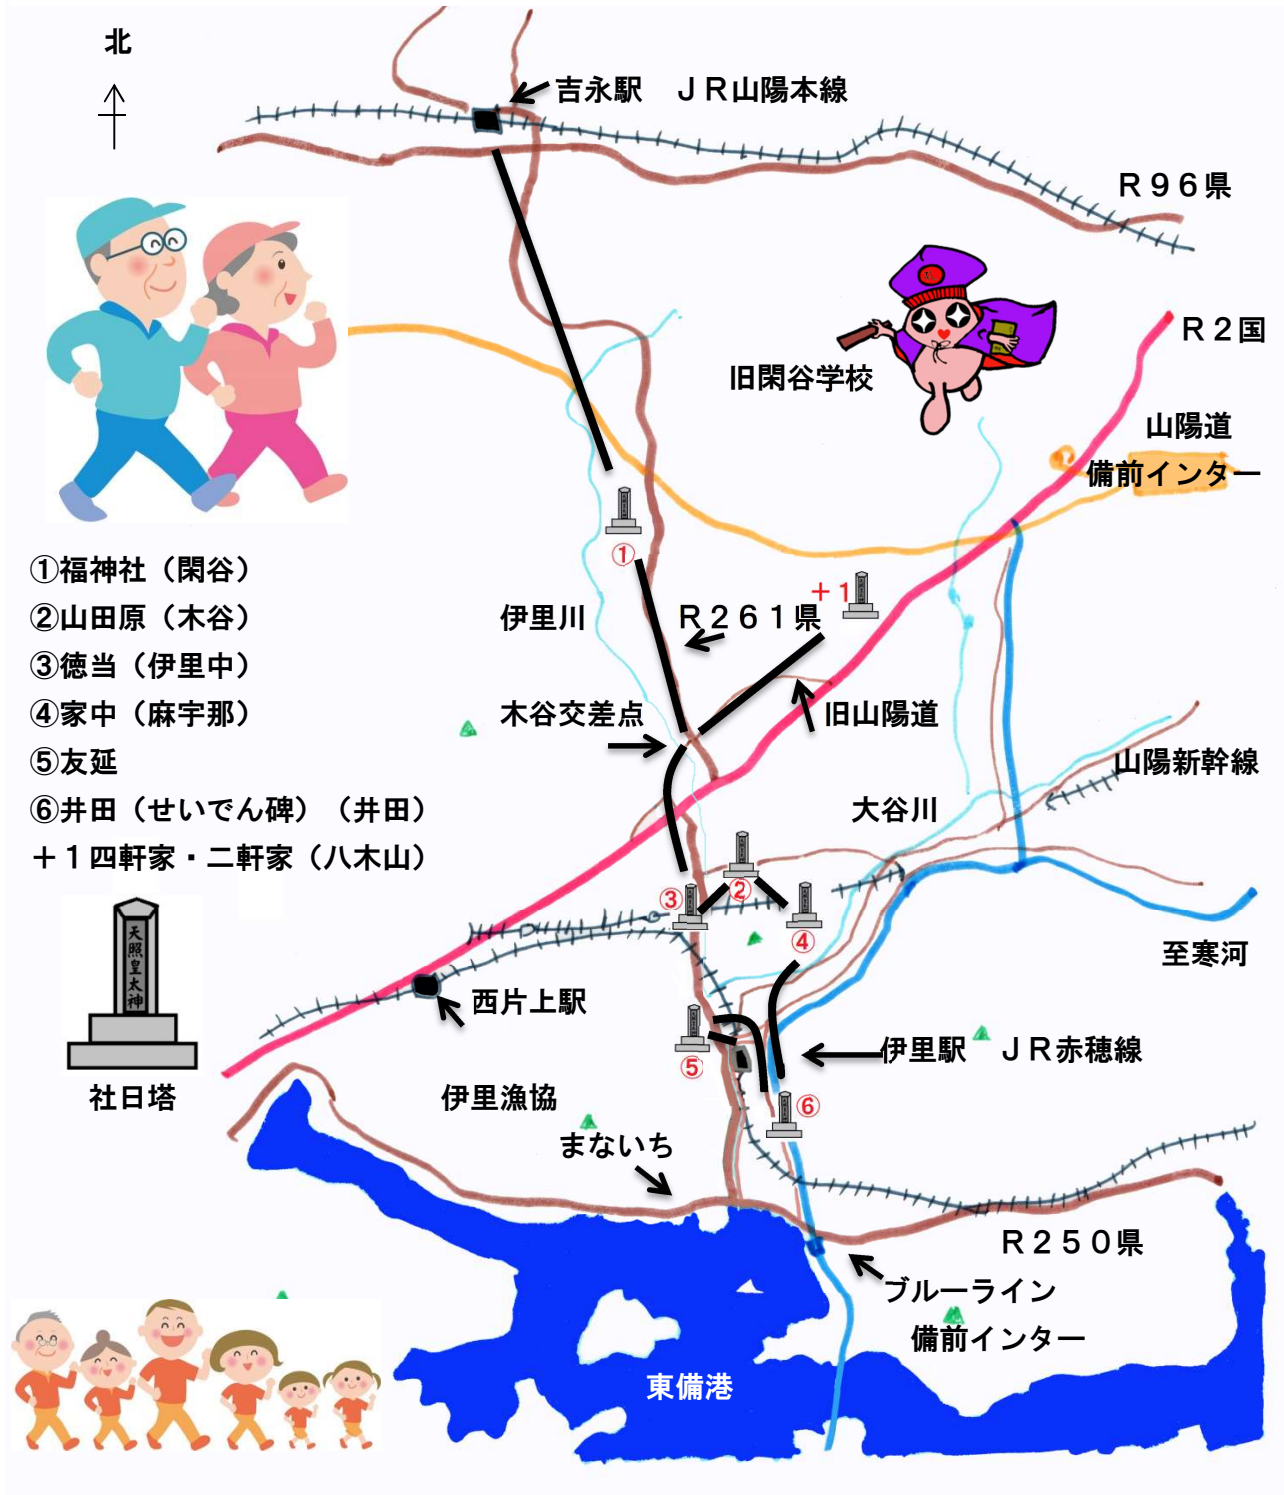 北
吉永駅　ＪＲ山陽本線
Ｒ９６県
Ｒ２国
旧閑谷学校
山陽道
備前インター
①福神社（閑谷）
②山田原（木谷）
③徳当（伊里中）
④家中（麻宇那）
⑤友延
⑥井田（せいでん碑）（井田）
＋１四軒家・二軒家（八木山）
①
＋１
伊里川
Ｒ２６１県
木谷交差点
旧山陽道
山陽新幹線
大谷川
②
③
④
天照皇太神
社日塔
至寒河
西片上駅
伊里駅　ＪＲ赤穂線
⑤
⑥
伊里漁協
まないち
Ｒ２５０県
ブルーライン
備前インター
東備港